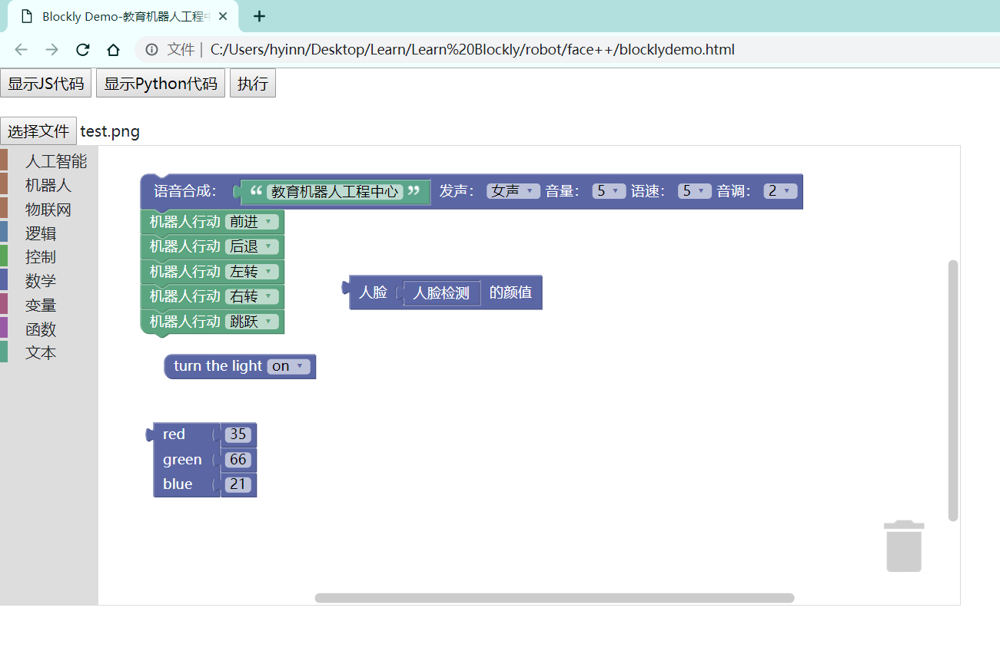 Blockly Demo-教育机器人工程中
文件 | C:/Users/hyinn/Desktop/Learn/Learn%20Blockly/robot/face++/blocklydemo.html
显示JS代码 显示Python代码 执行
选择文件 test.png
人工智能
机器人
物联网
逻辑
控制
数学
变量
函数
文本
语音合成： “ 教育机器人工程中心 ” 发声： 女声 音量： 5 语速： 5 音调： 2
机器人行动 前进
机器人行动 后退
机器人行动 左转
机器人行动 右转
机器人行动 跳跃
人脸 人脸检测 的颜值
turn the light on
red 35
green 66
blue 21